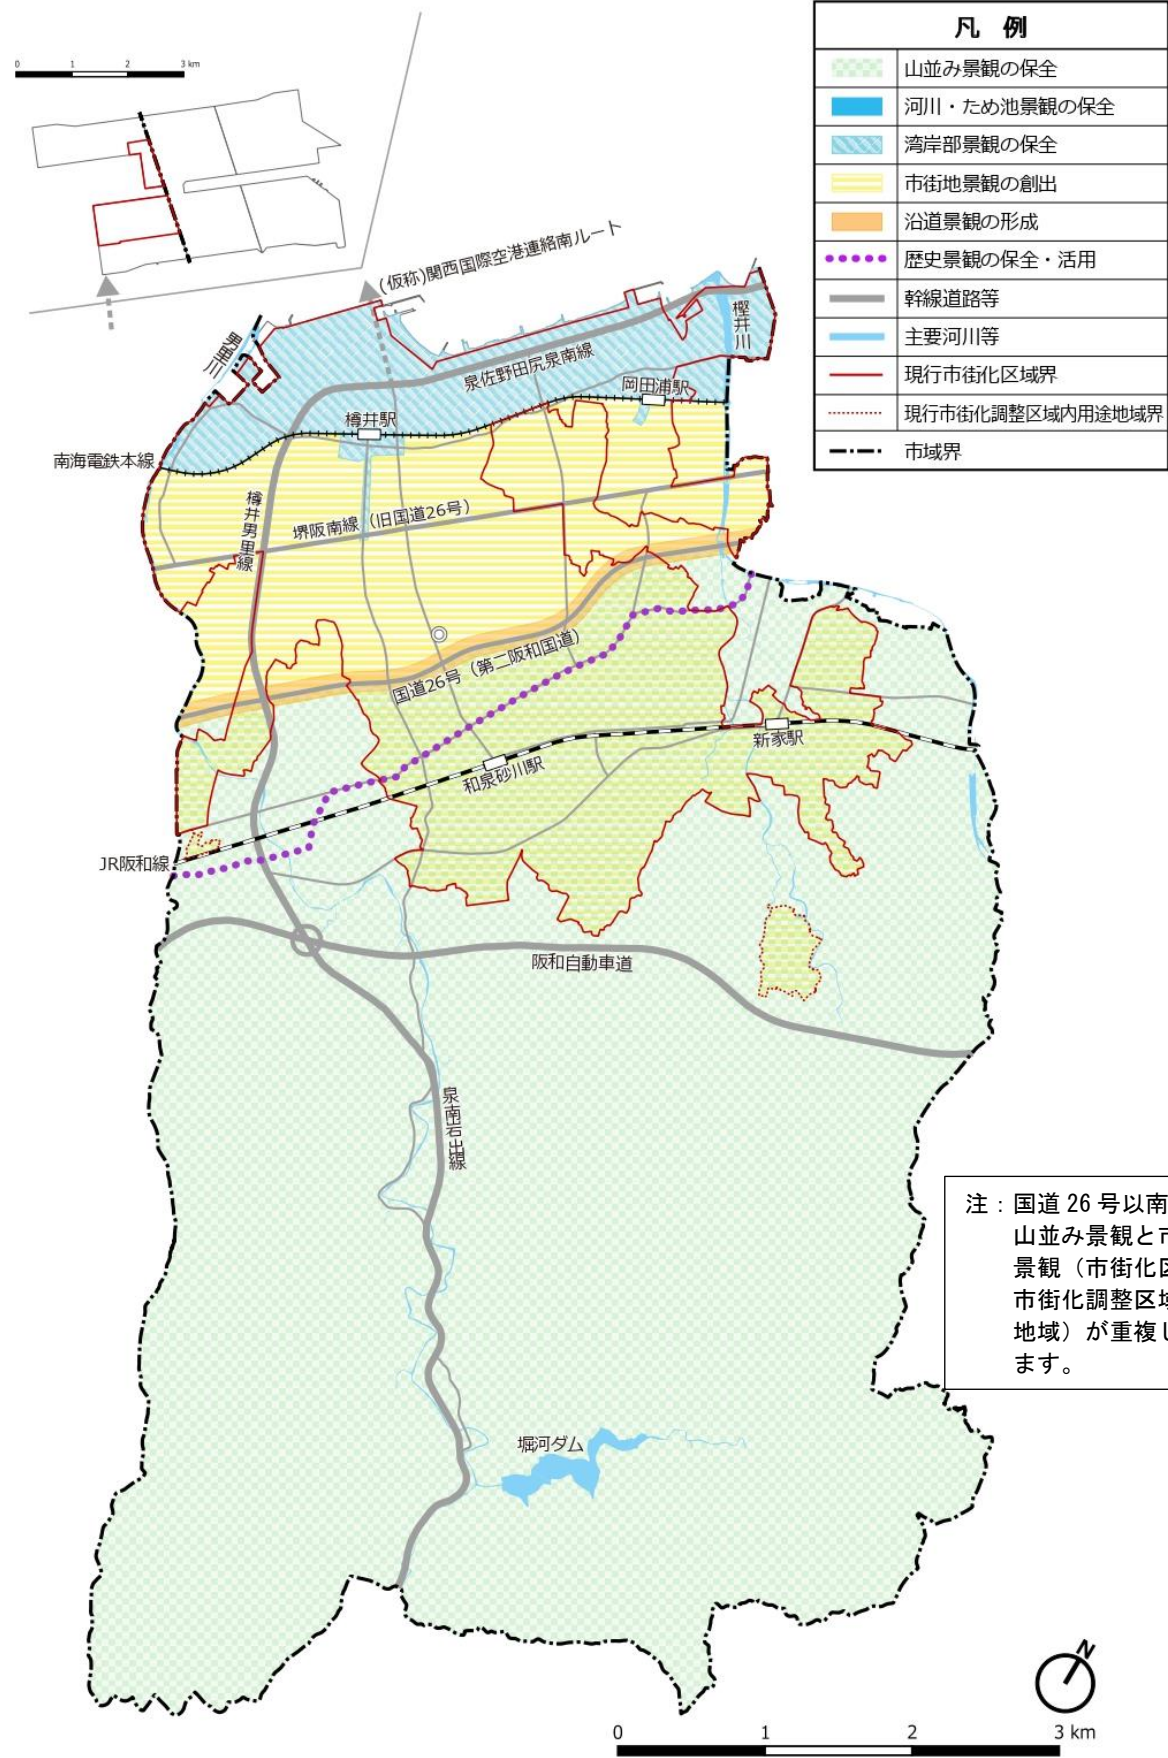 凡 例
山並み景観の保全
河川・ため池景観の保全
湾岸部景観の保全
市街地景観の創出
沿道景観の形成
歴史景観の保全・活用
幹線道路等
主要河川等
現行市街化区域界
現行市街化調整区域内用途地域界
市域界
0 1 2 3 km
(仮称)関西国際空港連絡南ルート
男里川
樫井川
泉佐野田尻泉南線
岡田浦駅
樽井駅
南海電鉄本線
樽井男里線
堺阪南線（旧国道26号）
国道26号（第二阪和国道）
新家駅
和泉砂川駅
JR阪和線
阪和自動車道
泉南岩出線
注：国道 26 号以南
山並み景観と市
景観（市街化区
市街化調整区域
地域）が重複し
ます。
堀河ダム
N
0 1 2 3 km